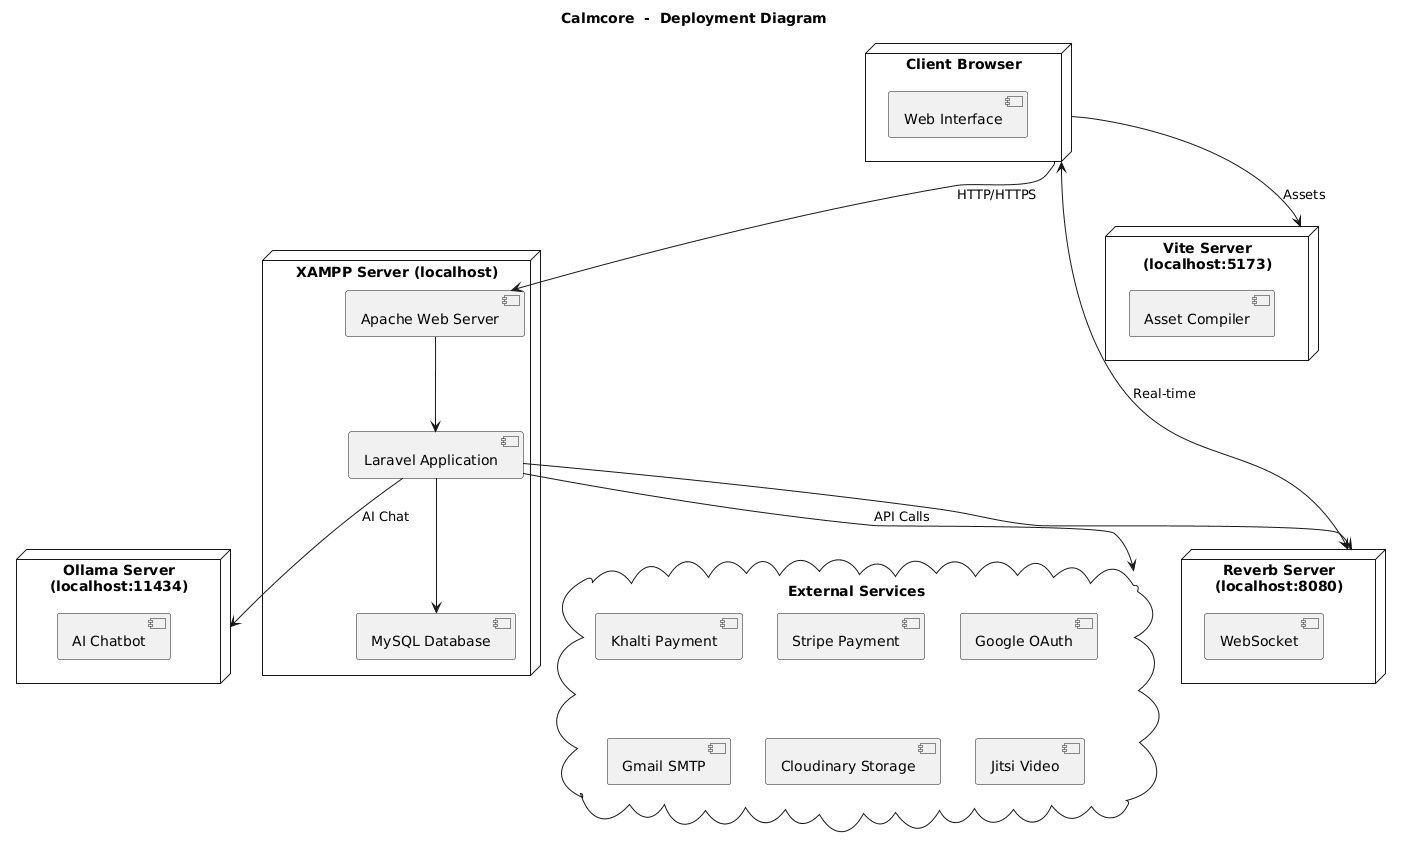 Calmcore - Deployment Diagram
Client Browser
Web Interface
HTTP/HTTPS
Assets
Vite Server
(localhost:5173)
Asset Compiler
XAMPP Server (localhost)
Apache Web Server
Real-time
Laravel Application
AI Chat
API Calls
Ollama Server
(localhost:11434)
AI Chatbot
MySQL Database
External Services
Khalti Payment
Stripe Payment
Google OAuth
Gmail SMTP
Cloudinary Storage
Jitsi Video
Reverb Server
(localhost:8080)
WebSocket